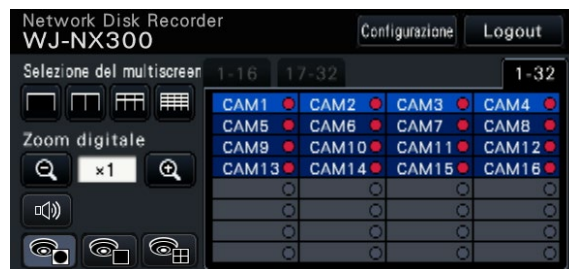 Network Disk Recorder
WJ-NX300
Configurazione
Logout
Selezione del multiscreen
1-16 17-32 1-32
CAM1 CAM2 CAM3 CAM4
CAM5 CAM6 CAM7 CAM8
CAM9 CAM10 CAM11 CAM12
CAM13 CAM14 CAM15 CAM16
Zoom digitale
×1